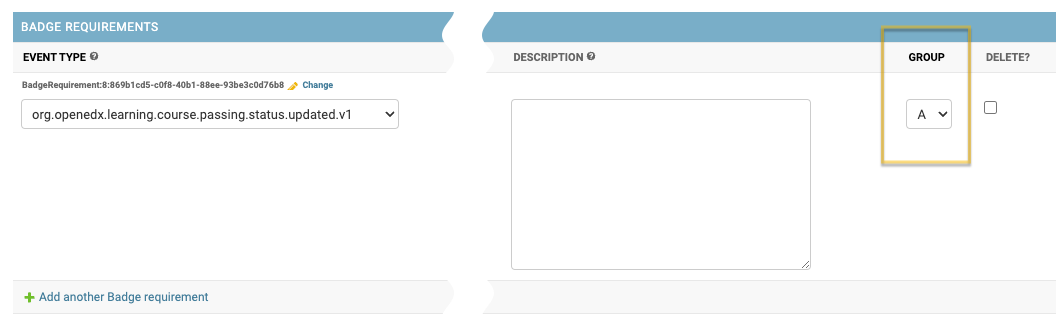 BADGE REQUIREMENTS
EVENT TYPE ? DESCRIPTION ? GROUP DELETE?
BadgeRequirement:8:869b1cd5-c0f8-40b1-88ee-93be3c0d76b8 Change
org.openedx.learning.course.passing.status.updated.v1 A
Add another Badge requirement